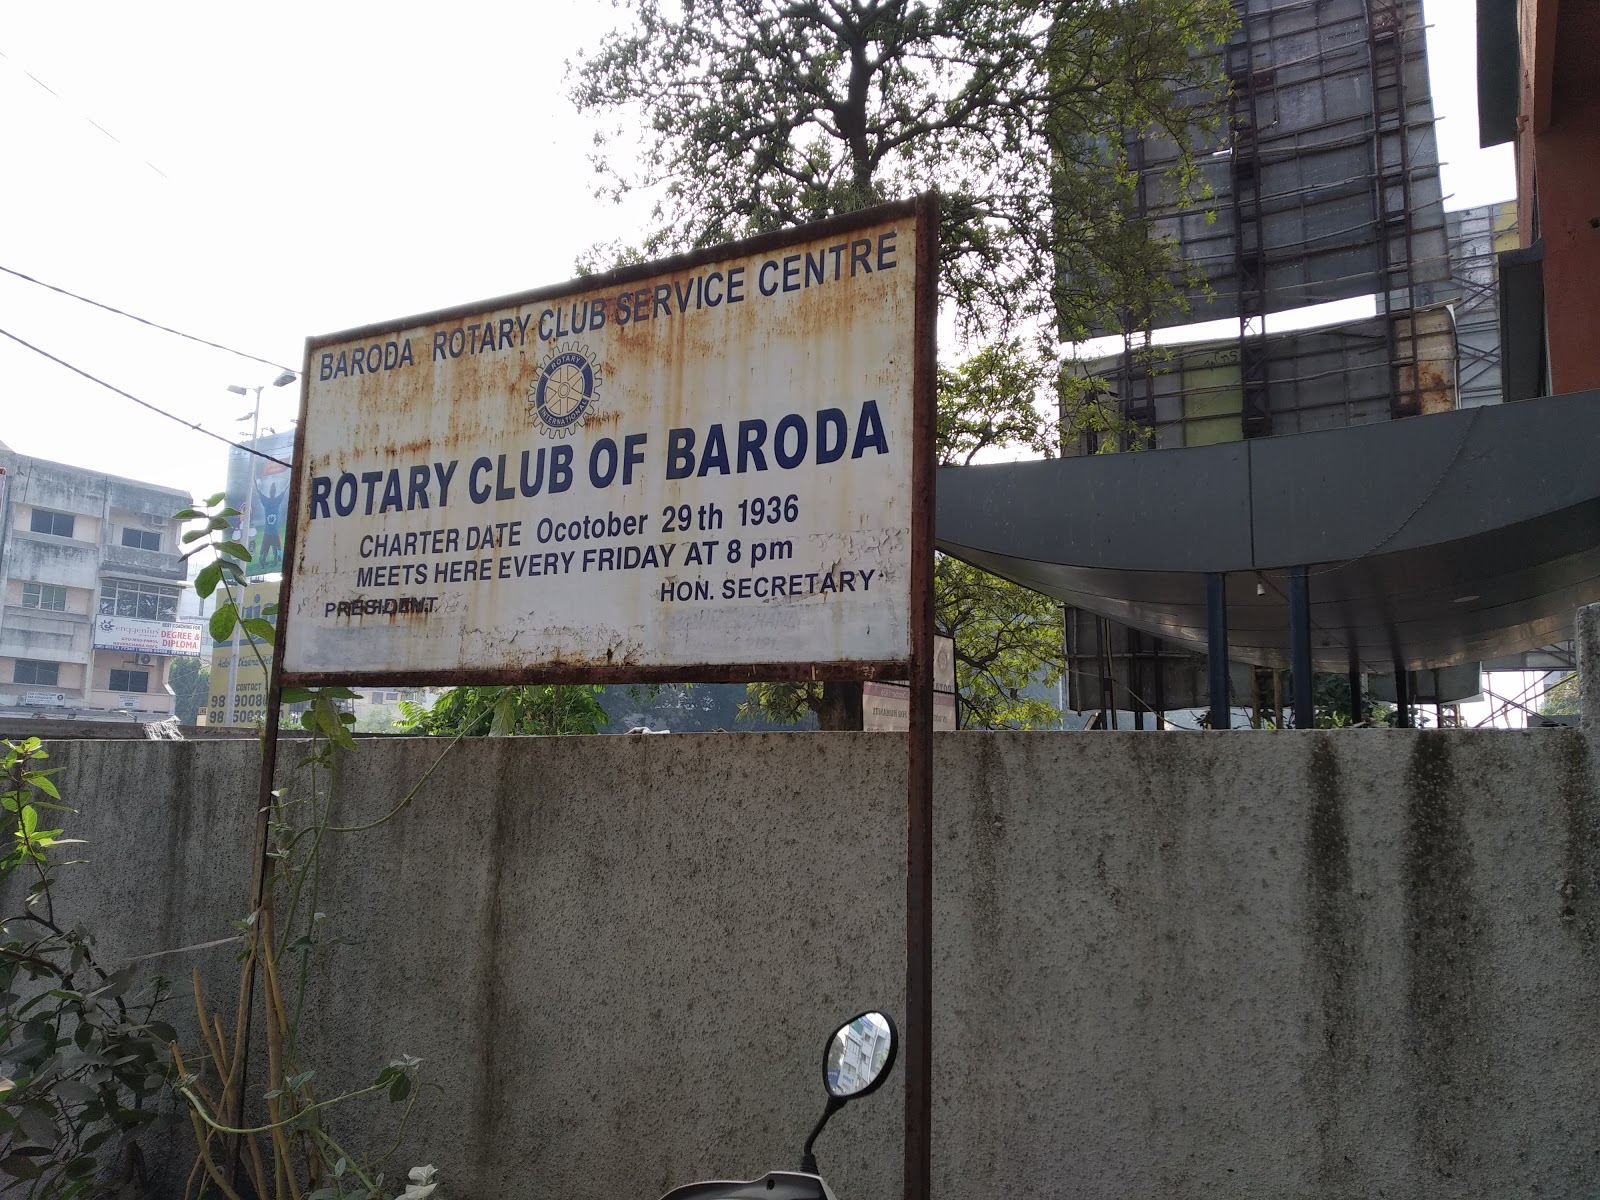 BARODA ROTARY CLUB SERVICE CENTRE
ROTARY
INTERNATIONAL
ROTARY CLUB OF BARODA
CHARTER DATE Ocotober 29th 1936
MEETS HERE EVERY FRIDAY AT 8 pm
PRESIDENT
HON. SECRETARY
DEGREE &
DIPLOMA
CONTACT